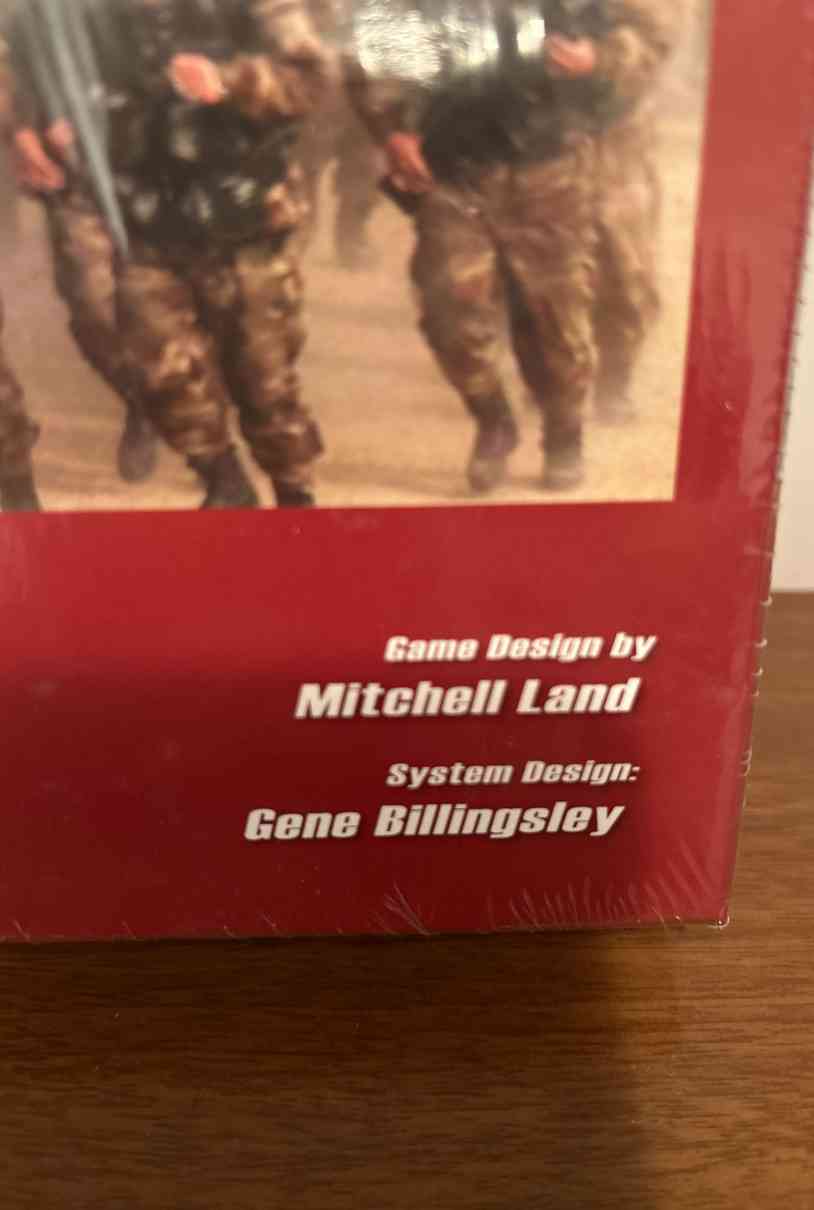 Game Design by
Mitchell Land
System Design:
Gene Billingsley